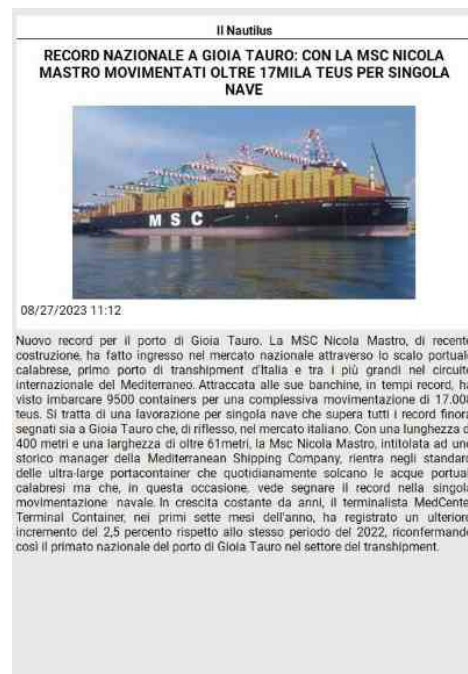 Il Nautilus
RECORD NAZIONALE A GIOIA TAURO: CON LA MSC NICOLA
MASTRO MOVIMENTATI OLTRE 17MILA TEUS PER SINGOLA
NAVE
MSC
08/27/2023 11:12
Nuovo record per il porto di Gioia Tauro. La MSC Nicola Mastro, di recente
costruzione, ha fatto ingresso nel mercato nazionale attraverso lo scalo portuale
calabrese, primo porto di transhipment d'Italia e tra i più grandi nel circuito
internazionale del Mediterraneo. Attraccata alle sue banchine, in tempi record, ha
visto imbarcare 9500 containers per una complessiva movimentazione di 17.008
teus. Si tratta di una lavorazione per singola nave che supera tutti i record finora
segnati sia a Gioia Tauro che, di riflesso, nel mercato italiano. Con una lunghezza d
400 metri e una larghezza di oltre 61metri, la Msc Nicola Mastro, intitolata ad uno
storico manager della Mediterranean Shipping Company, rientra negli standard
delle ultra-large portacontainer che quotidianamente solcano le acque portual
calabresi ma che, in questa occasione, vede segnare il record nella singola
movimentazione navale. In crescita costante da anni, il terminalista MedCente
Terminal Container, nei primi sette mesi dell'anno, ha registrato un ulteriore
incremento del 2,5 percento rispetto allo stesso periodo del 2022, riconfermando
così il primato nazionale del porto di Gioia Tauro nel settore del transhipment.